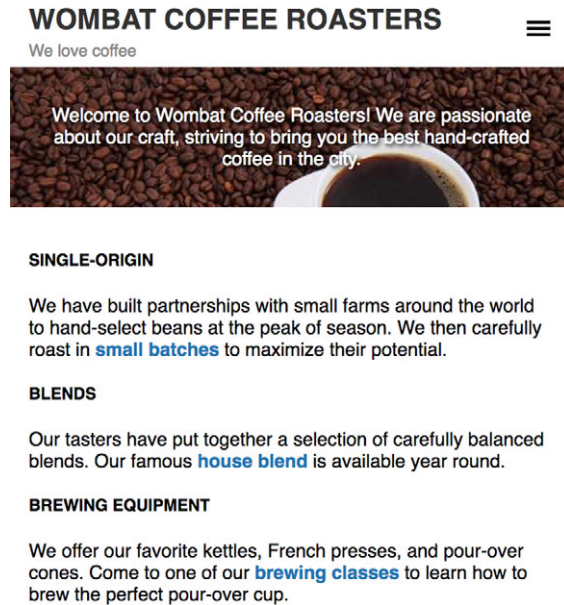 WOMBAT COFFEE ROASTERS
We love coffee
Welcome to Wombat Coffee Roasters! We are passionate
about our craft, striving to bring you the best hand-crafted
coffee in the city.
SINGLE-ORIGIN
We have built partnerships with small farms around the world
to hand-select beans at the peak of season. We then carefully
roast in small batches to maximize their potential.
BLENDS
Our tasters have put together a selection of carefully balanced
blends. Our famous house blend is available year round.
BREWING EQUIPMENT
We offer our favorite kettles, French presses, and pour-over
cones. Come to one of our brewing classes to learn how to
brew the perfect pour-over cup.